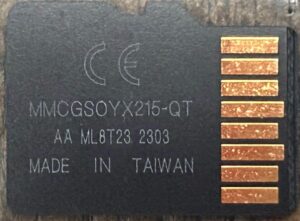 CE
MMCGSOYX215-QT
AA ML8T23 2303
MADE IN TAIWAN